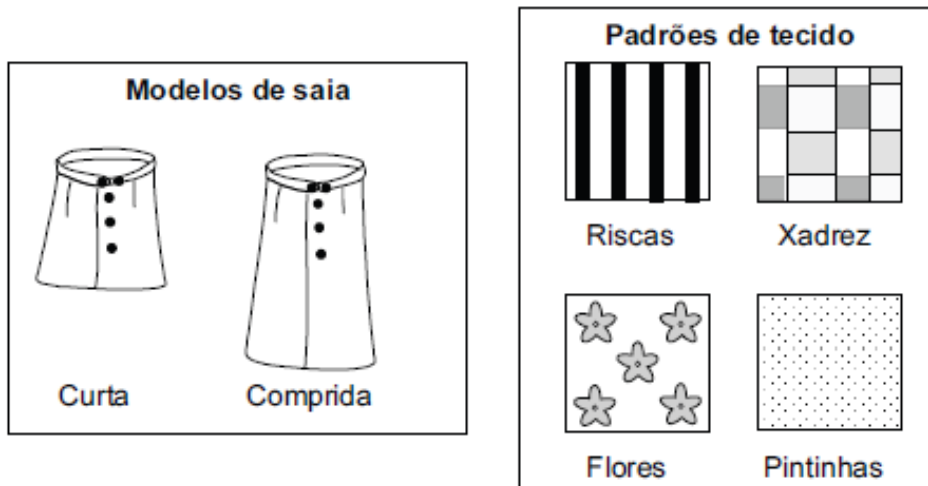 Modelos de saia
Curta Comprida
Padrões de tecido
Riscas Xadrez
Flores Pintinhas